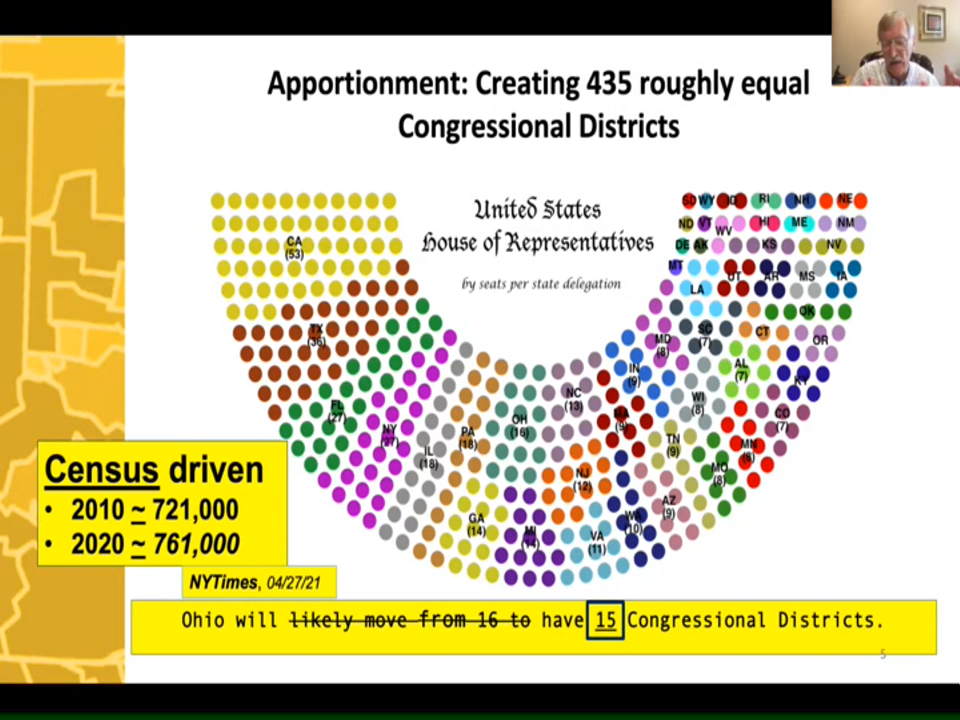 Apportionment: Creating 435 roughly equal
Congressional Districts
United States
House of Representatives
by seats per state delegation
CA
(53)
TX
(36)
FL
(27)
NY
(27)
IL
(18)
PA
(18)
OH
(16)
GA
(14)
MI
(14)
NC
(13)
NJ
(12)
VA
(11)
WA
(10)
MA
(9)
IN
(9)
TN
(9)
AZ
(9)
MD
(8)
WI
(8)
MO
(8)
MN
(8)
SC
(7)
AL
(7)
CO
(7)
SD WY ID RI NH NE
ND VT WV HI ME NM
DE AK KS NV
MT LA UT AR MS IA
OK
CT OR
KY
Census driven
• 2010 ~ 721,000
• 2020 ~ 761,000
NYTimes, 04/27/21
Ohio will likely move from 16 to have 15 Congressional Districts.
5